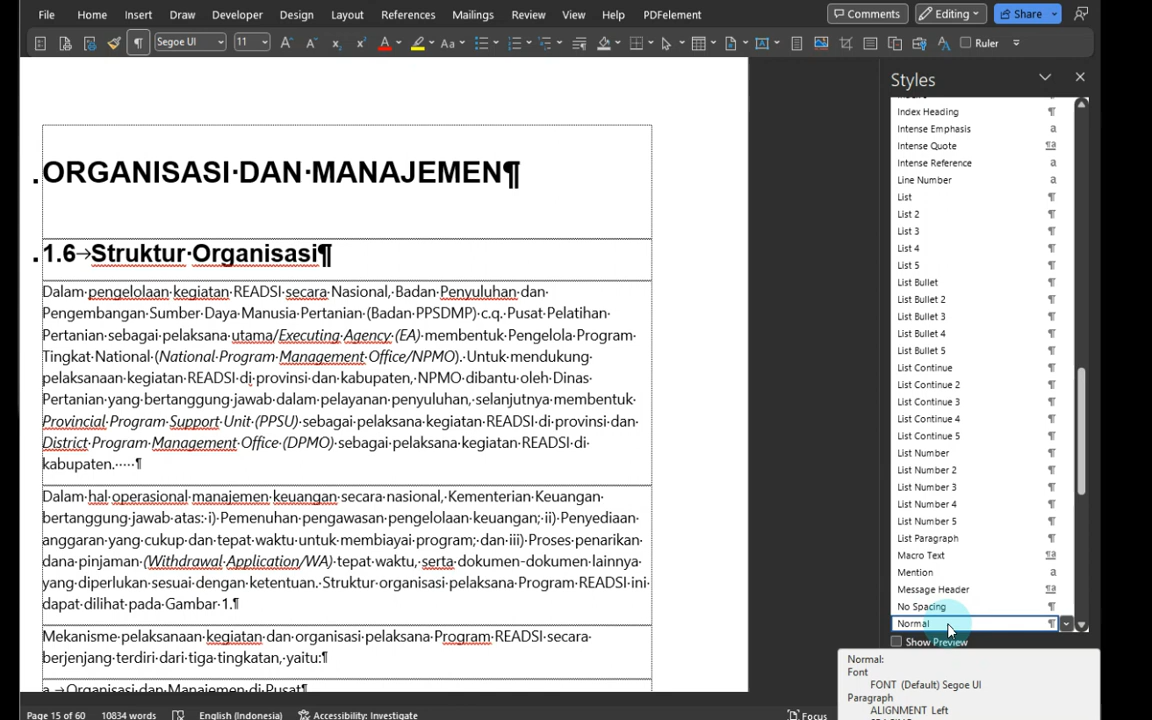 File Home Insert Draw Developer Design Layout References Mailings Review View Help PDFelement Comments Editing Share
Segoe UI 11 Ruler
Styles
Index Heading ¶
Intense Emphasis a
Intense Quote ¶a
Intense Reference a
Line Number a
List ¶
List 2 ¶
List 3 ¶
List 4 ¶
List 5 ¶
List Bullet ¶
List Bullet 2 ¶
List Bullet 3 ¶
List Bullet 4 ¶
List Bullet 5 ¶
List Continue ¶
List Continue 2 ¶
List Continue 3 ¶
List Continue 4 ¶
List Continue 5 ¶
List Number ¶
List Number 2 ¶
List Number 3 ¶
List Number 4 ¶
List Number 5 ¶
List Paragraph ¶
Macro Text ¶a
Mention a
Message Header ¶a
No Spacing ¶
Normal ¶
Show Preview
Normal:
Font
FONT (Default) Segoe UI
Paragraph
ALIGNMENT Left
ORGANISASI·DAN·MANAJEMEN¶
1.6→Struktur·Organisasi¶
Dalam·pengelolaan·kegiatan·READSI·secara·Nasional,·Badan·Penyuluhan·dan·
Pengembangan·Sumber·Daya·Manusia·Pertanian·(Badan·PPSDMP)·c.q.·Pusat·Pelatihan·
Pertanian·sebagai·pelaksana·utama/Executing·Agency·(EA)·membentuk·Pengelola·Program·
Tingkat·National·(National·Program·Management·Office/NPMO).·Untuk·mendukung·
pelaksanaan·kegiatan·READSI·di·provinsi·dan·kabupaten,·NPMO·dibantu·oleh·Dinas·
Pertanian·yang·bertanggung·jawab·dalam·pelayanan·penyuluhan,·selanjutnya·membentuk·
Provincial·Program·Support·Unit·(PPSU)·sebagai·pelaksana·kegiatan·READSI·di·provinsi·dan·
District·Program·Management·Office·(DPMO)·sebagai·pelaksana·kegiatan·READSI·di·
kabupaten.·····¶
Dalam·hal·operasional·manajemen·keuangan·secara·nasional,·Kementerian·Keuangan·
bertanggung·jawab·atas:·i)·Pemenuhan·pengawasan·pengelolaan·keuangan;·ii)·Penyediaan·
anggaran·yang·cukup·dan·tepat·waktu·untuk·membiayai·program;·dan·iii)·Proses·penarikan·
dana·pinjaman·(Withdrawal·Application/WA)·tepat·waktu,·serta·dokumen-dokumen·lainnya·
yang·diperlukan·sesuai·dengan·ketentuan.·Struktur·organisasi·pelaksana·Program·READSI·ini·
dapat·dilihat·pada·Gambar·1.¶
Mekanisme·pelaksanaan·kegiatan·dan·organisasi·pelaksana·Program·READSI·secara·
berjenjang·terdiri·dari·tiga·tingkatan,·yaitu:¶
a.→Organisasi·dan·Manajemen·di·Pusat¶
Page 15 of 60 10834 words English (Indonesia) Accessibility: Investigate Focus